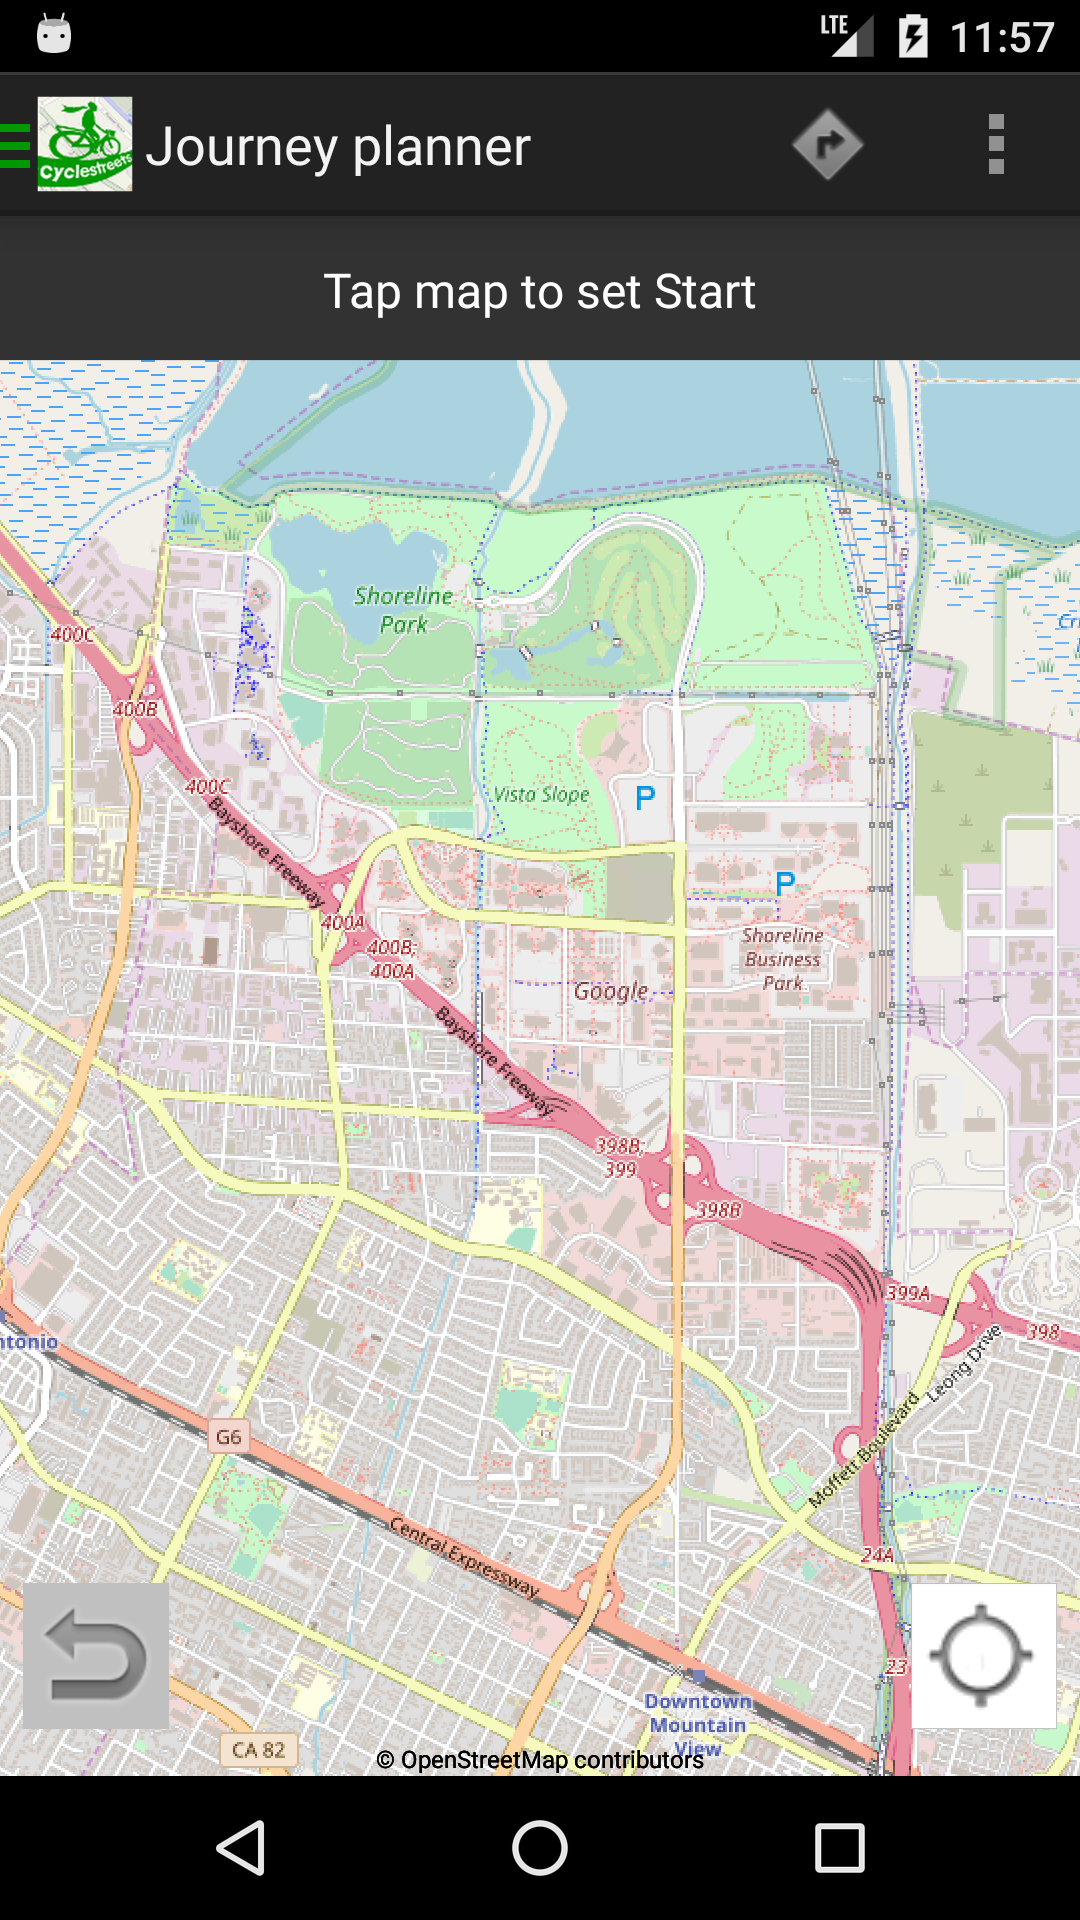 LTE
11:57
Cyclestreets
Journey planner
Tap map to set Start
Shoreline
Park
400C
400B
400C
Vista Slope
P
Bayshore Freeway
P
400A
400B;
400A
Shoreline
Business
Park
Google
Bayshore Freeway
398B;
399
398B
399A
398
Leong Drive
ntonio
G6
Moffett Boulevard
Central Expressway
24A
23
Downtown
Mountain
View
CA 82
© OpenStreetMap contributors